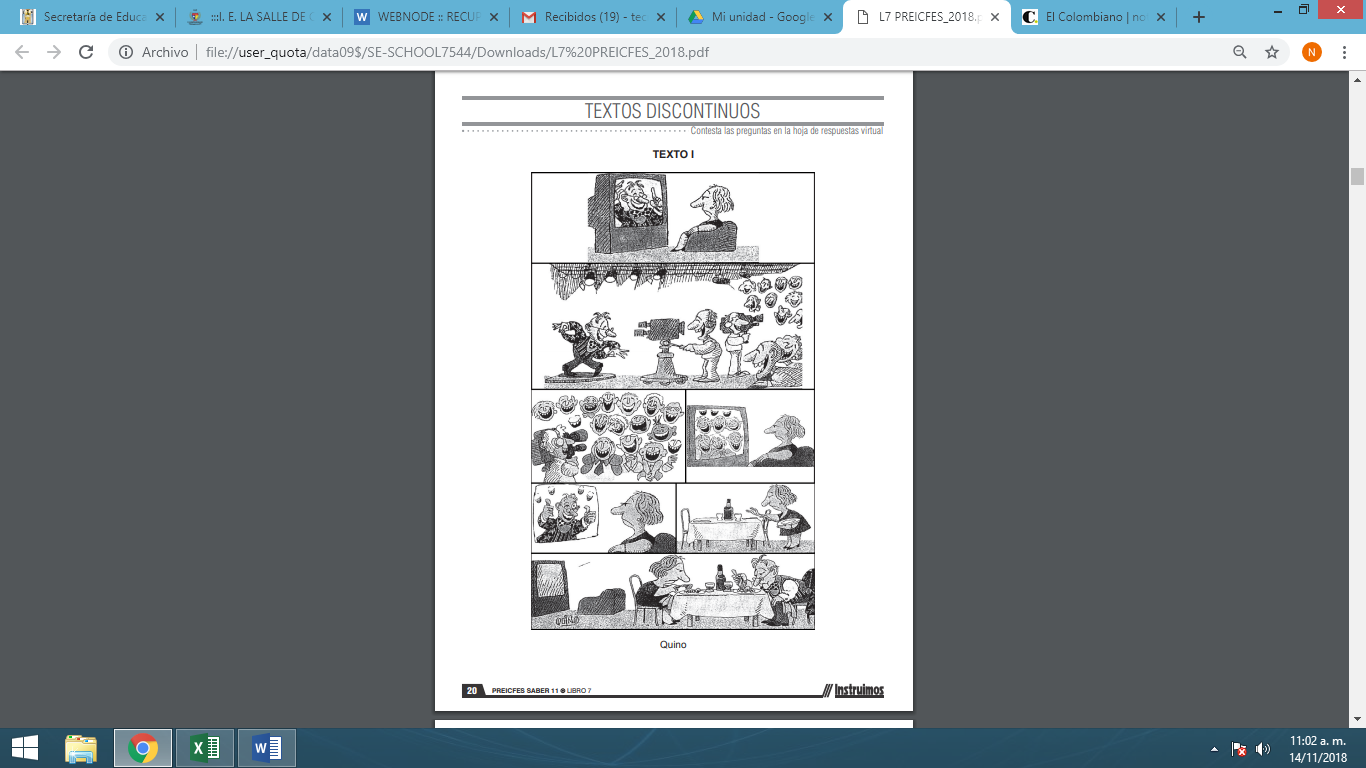 Secretaría de Educa
:::I. E. LA SALLE DE C
WEBNODE :: RECUP
Recibidos (19) - tec
Mi unidad - Google
L7 PREICFES_2018.p
El Colombiano | no
Archivo | file://user_quota/data09$/SE-SCHOOL7544/Downloads/L7%20PREICFES_2018.pdf
N
TEXTOS DISCONTINUOS
Contesta las preguntas en la hoja de respuestas virtual
TEXTO I
QUINO
Quino
20 PREICFES SABER 11 LIBRO 7
Instruimos
11:02 a. m.
14/11/2018